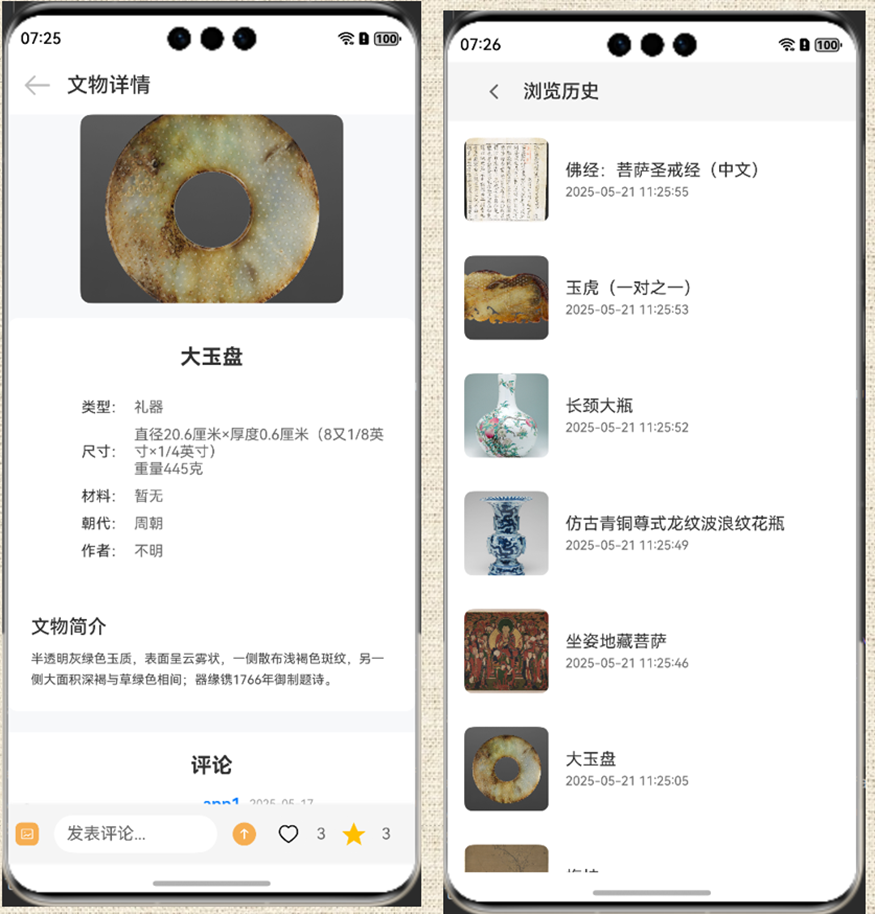 07:25
100
文物详情
大玉盘
类型： 礼器
尺寸： 直径20.6厘米×厚度0.6厘米（8又1/8英
寸×1/4英寸）
重量445克
材料： 暂无
朝代： 周朝
作者： 不明
文物简介
半透明灰绿色玉质，表面呈云雾状，一侧散布浅褐色斑纹，另一
侧大面积深褐与草绿色相间；器缘镌1766年御制题诗。
评论
app1 2025-05-17
发表评论... 3 3
07:26
100
浏览历史
佛经：菩萨圣戒经（中文）
2025-05-21 11:25:55
玉虎（一对之一）
2025-05-21 11:25:53
长颈大瓶
2025-05-21 11:25:52
仿古青铜尊式龙纹波浪纹花瓶
2025-05-21 11:25:49
坐姿地藏菩萨
2025-05-21 11:25:46
大玉盘
2025-05-21 11:25:05